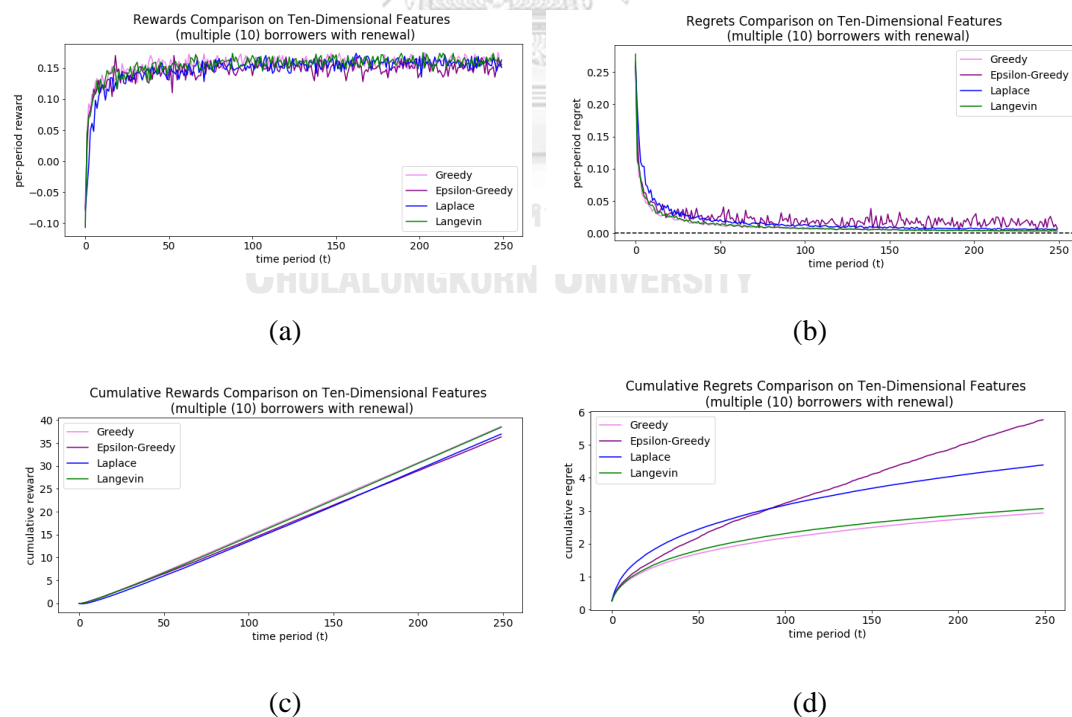 Rewards Comparison on Ten-Dimensional Features
(multiple (10) borrowers with renewal)
0.15
0.10
0.05
0.00
−0.05
−0.10
per-period reward
Greedy
Epsilon-Greedy
Laplace
Langevin
0
50
100
150
200
250
time period (t)
(a)
Regrets Comparison on Ten-Dimensional Features
(multiple (10) borrowers with renewal)
0.25
0.20
0.15
0.10
0.05
0.00
per-period regret
Greedy
Epsilon-Greedy
Laplace
Langevin
0
50
100
150
200
250
time period (t)
(b)
CHULALONGKORN UNIVERSITY
Cumulative Rewards Comparison on Ten-Dimensional Features
(multiple (10) borrowers with renewal)
40
35
30
25
20
15
10
5
0
cumulative reward
Greedy
Epsilon-Greedy
Laplace
Langevin
0
50
100
150
200
250
time period (t)
(c)
Cumulative Regrets Comparison on Ten-Dimensional Features
(multiple (10) borrowers with renewal)
6
5
4
3
2
1
0
cumulative regret
Greedy
Epsilon-Greedy
Laplace
Langevin
0
50
100
150
200
250
time period (t)
(d)